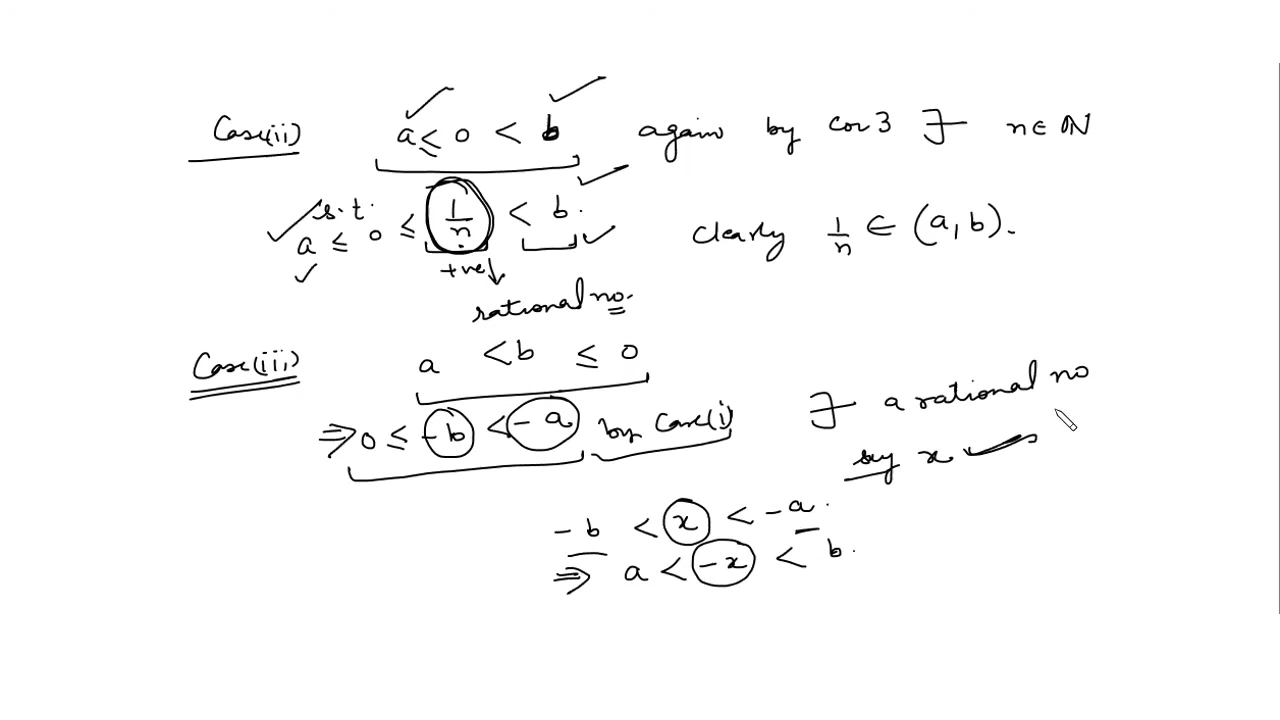 Case(ii) a ≤ 0 < b again by cor 3 ∃ n ∈ ℕ
s.t.
a ≤ 0 ≤ 1/n < b. clearly 1/n ∈ (a, b).
+ve
rational no.
Case(iii) a < b ≤ 0
⇒ 0 ≤ -b < -a by Case(i) ∃ a rational no
say x
-b < x < -a.
⇒ a < -x < b.